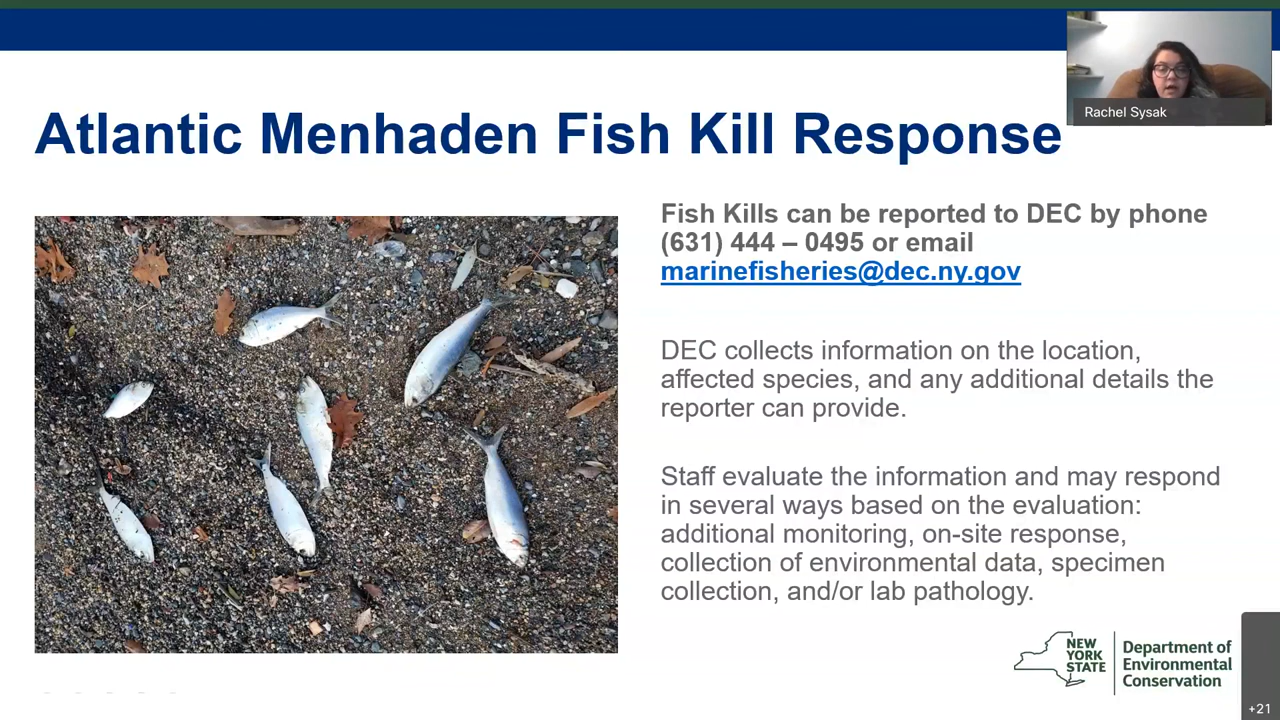 Rachel Sysak
Atlantic Menhaden Fish Kill Response
Fish Kills can be reported to DEC by phone
(631) 444 – 0495 or email
marinefisheries@dec.ny.gov
DEC collects information on the location,
affected species, and any additional details the
reporter can provide.
Staff evaluate the information and may respond
in several ways based on the evaluation:
additional monitoring, on-site response,
collection of environmental data, specimen
collection, and/or lab pathology.
NEW
YORK
STATE
Department of
Environmental
Conservation
+21